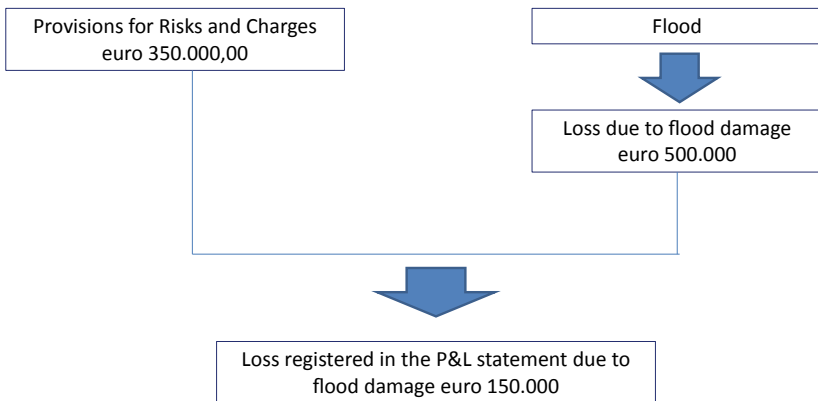 Provisions for Risks and Charges
euro 350.000,00
Flood
Loss due to flood damage
euro 500.000
Loss registered in the P&L statement due to
flood damage euro 150.000